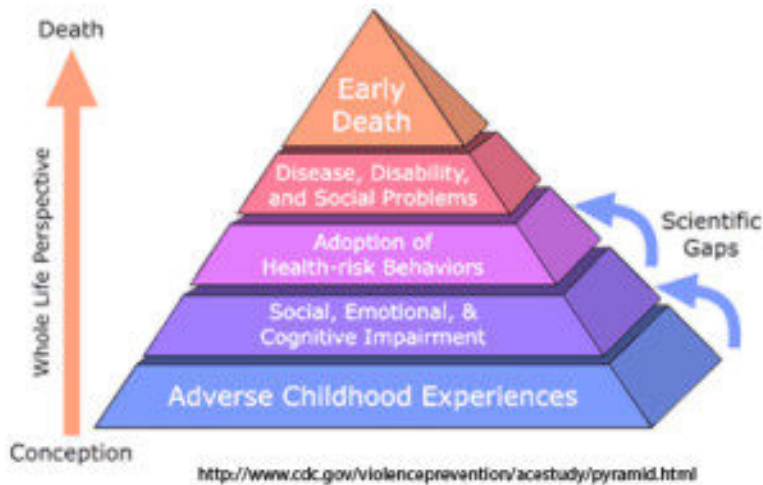 Death
Early
Death
Disease, Disability,
and Social Problems
Scientific
Gaps
Adoption of
Health-risk Behaviors
Social, Emotional, &
Cognitive Impairment
Adverse Childhood Experiences
Whole Life Perspective
Conception
http://www.cdc.gov/violenceprevention/acestudy/pyramid.html